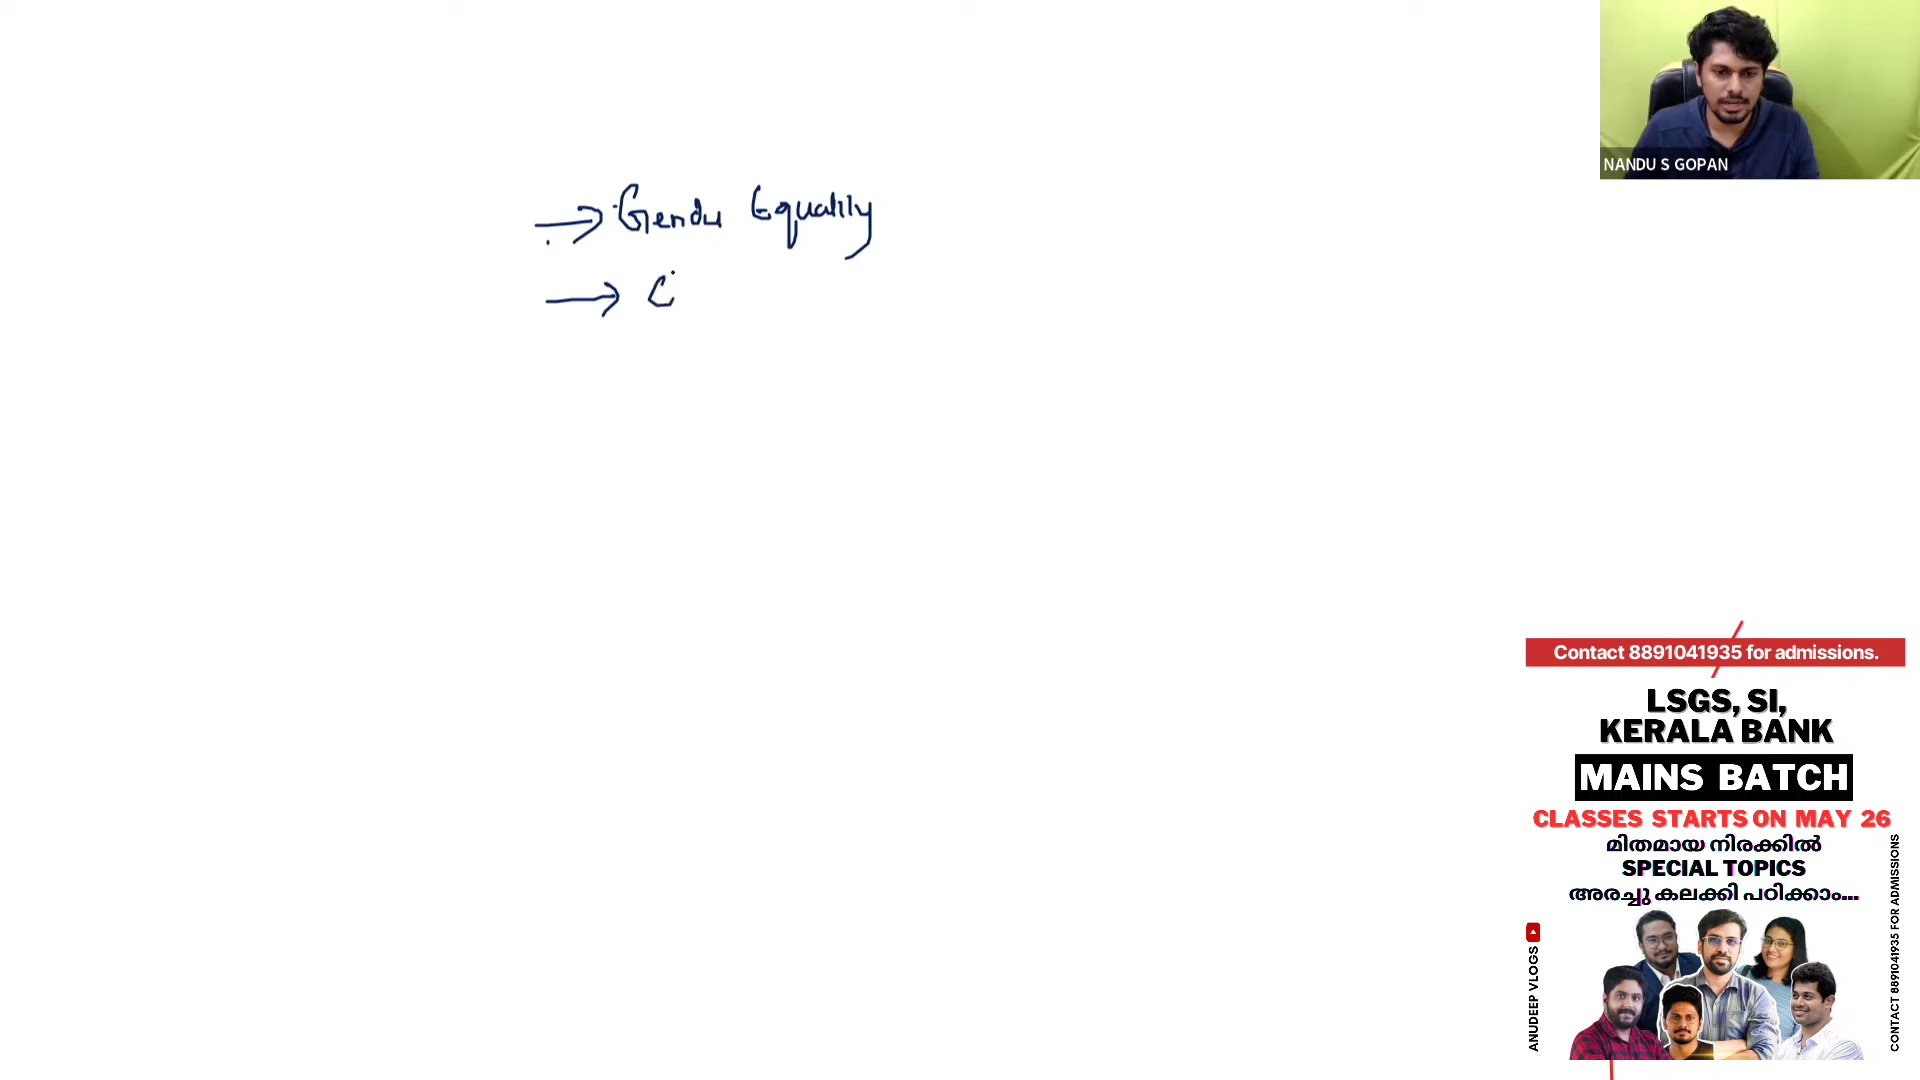 NANDU S GOPAN
→ Gender Equality
→ C
Contact 8891041935 for admissions.
LSGS, SI,
KERALA BANK
MAINS BATCH
CLASSES STARTS ON MAY 26
മിതമായ നിരക്കിൽ
SPECIAL TOPICS
അരച്ചു കലക്കി പഠിക്കാം...
ANUDEEP VLOGS
CONTACT 8891041935 FOR ADMISSIONS